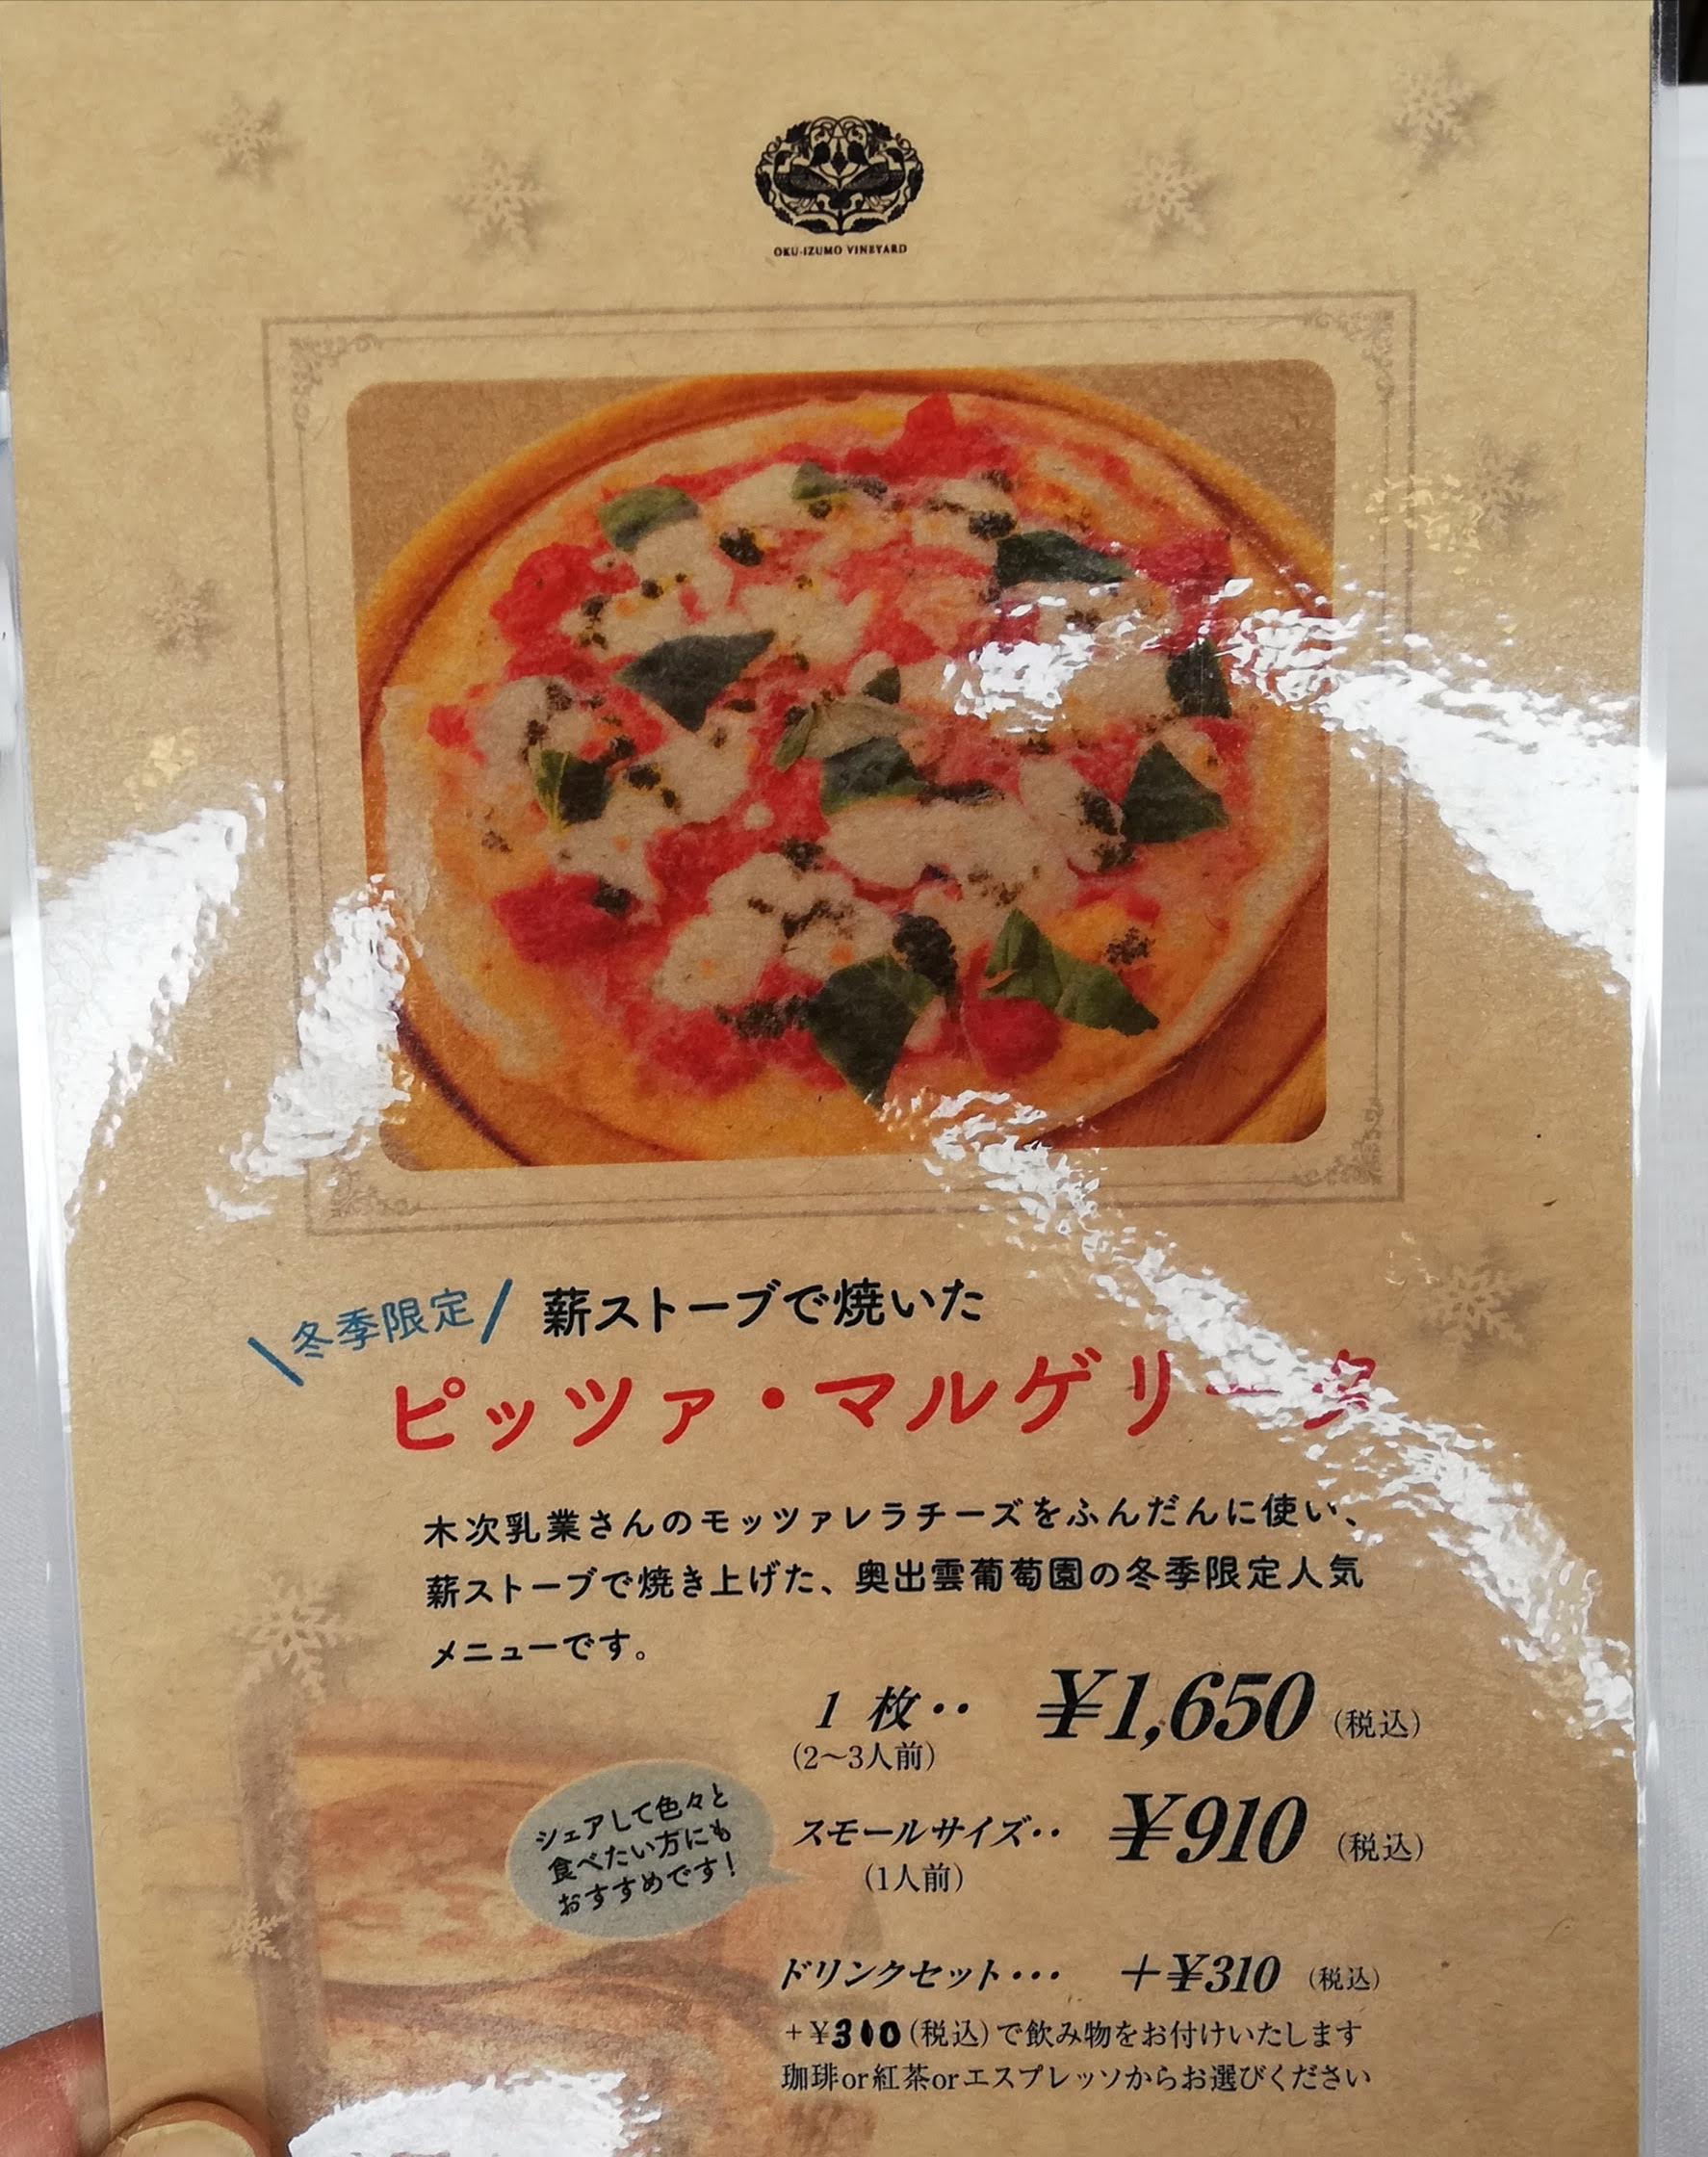 OKU-IZUMO VINEYARD
\冬季限定/ 薪ストーブで焼いた
ピッツァ・マルゲリータ
木次乳業さんのモッツァレラチーズをふんだんに使い、
薪ストーブで焼き上げた、奥出雲葡萄園の冬季限定人気
メニューです。
1 枚‥ ¥1,650 (税込)
(2〜3人前)
シェアして色々と
食べたい方にも
おすすめです!
スモールサイズ‥ ¥910 (税込)
(1人前)
ドリンクセット… +¥310 (税込)
+¥310(税込)で飲み物をお付けいたします
珈琲or紅茶orエスプレッソからお選びください